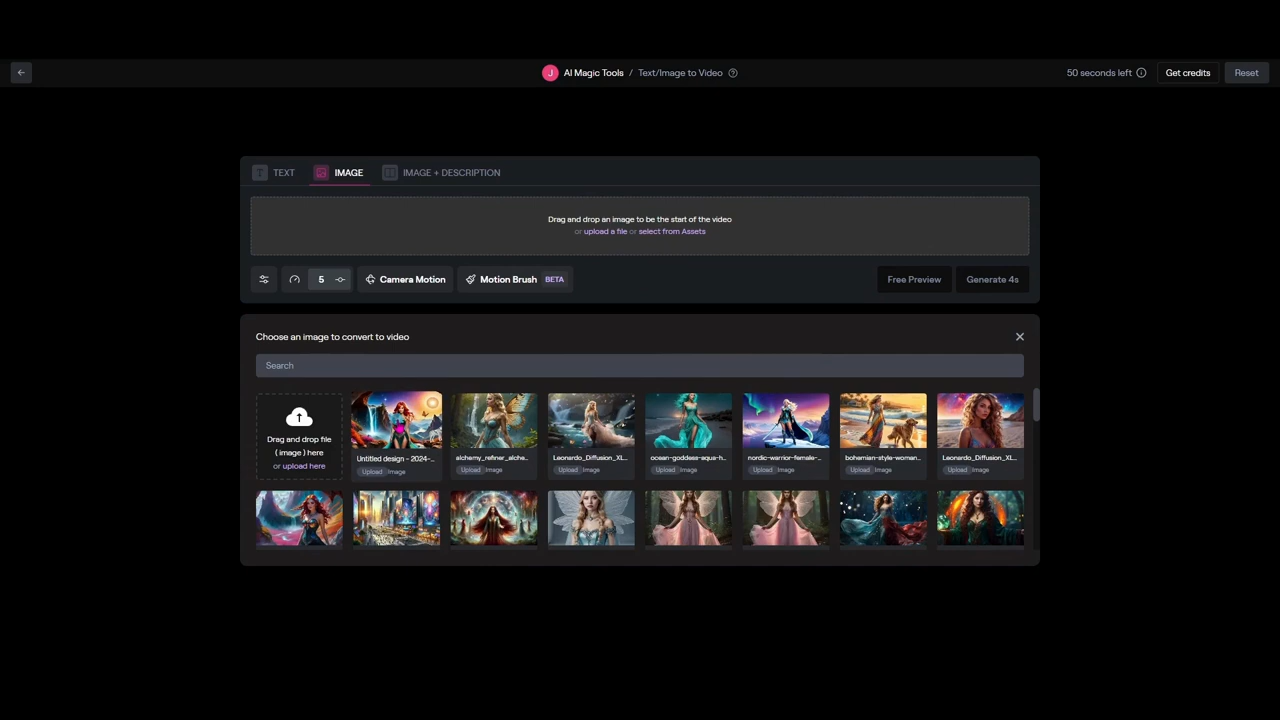 J AI Magic Tools / Text/Image to Video
50 seconds left
Get credits
Reset
TEXT
IMAGE
IMAGE + DESCRIPTION
Drag and drop an image to be the start of the video
or upload a file or select from Assets
5
Camera Motion
Motion Brush BETA
Free Preview
Generate 4s
Choose an image to convert to video
Search
Drag and drop file
( image ) here
or upload here
Untitled design - 2024-...
Upload Image
alchemy_refiner_alche...
Upload Image
Leonardo_Diffusion_XL...
Upload Image
ocean-goddess-aqua-h...
Upload Image
nordic-warrior-female-...
Upload Image
bohemian-style-woman...
Upload Image
Leonardo_Diffusion_XL...
Upload Image